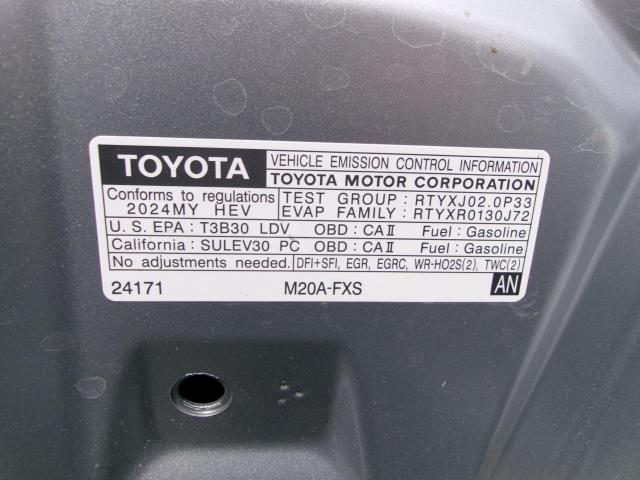 TOYOTA
VEHICLE EMISSION CONTROL INFORMATION
TOYOTA MOTOR CORPORATION
Conforms to regulations
2024MY HEV
TEST GROUP : RTYXJ02.0P33
EVAP FAMILY : RTYXR0130J72
U.S. EPA : T3B30 LDV OBD : CAⅡ Fuel : Gasoline
California : SULEV30 PC OBD : CAⅡ Fuel : Gasoline
No adjustments needed. DFI+SFI, EGR, EGRC, WR-HO2S(2), TWC(2)
24171 M20A-FXS AN